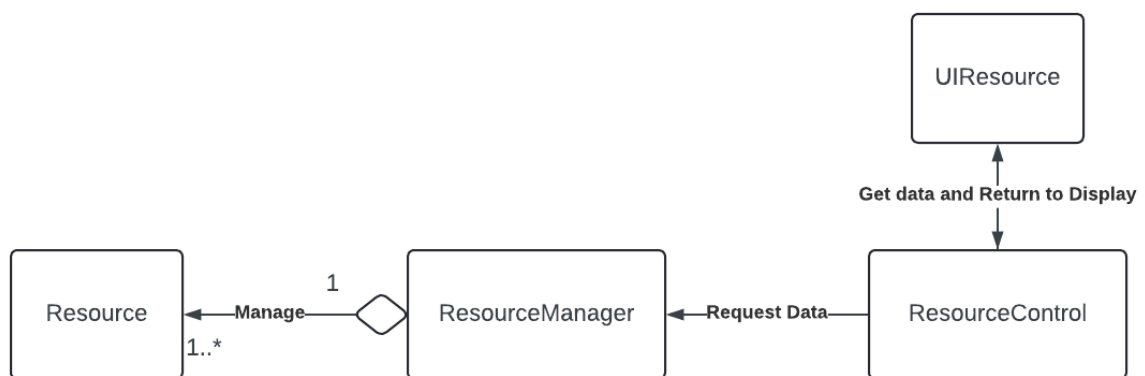 UIResource
Get data and Return to Display
1
Resource
Manage
ResourceManager
Request Data
ResourceControl
1..*